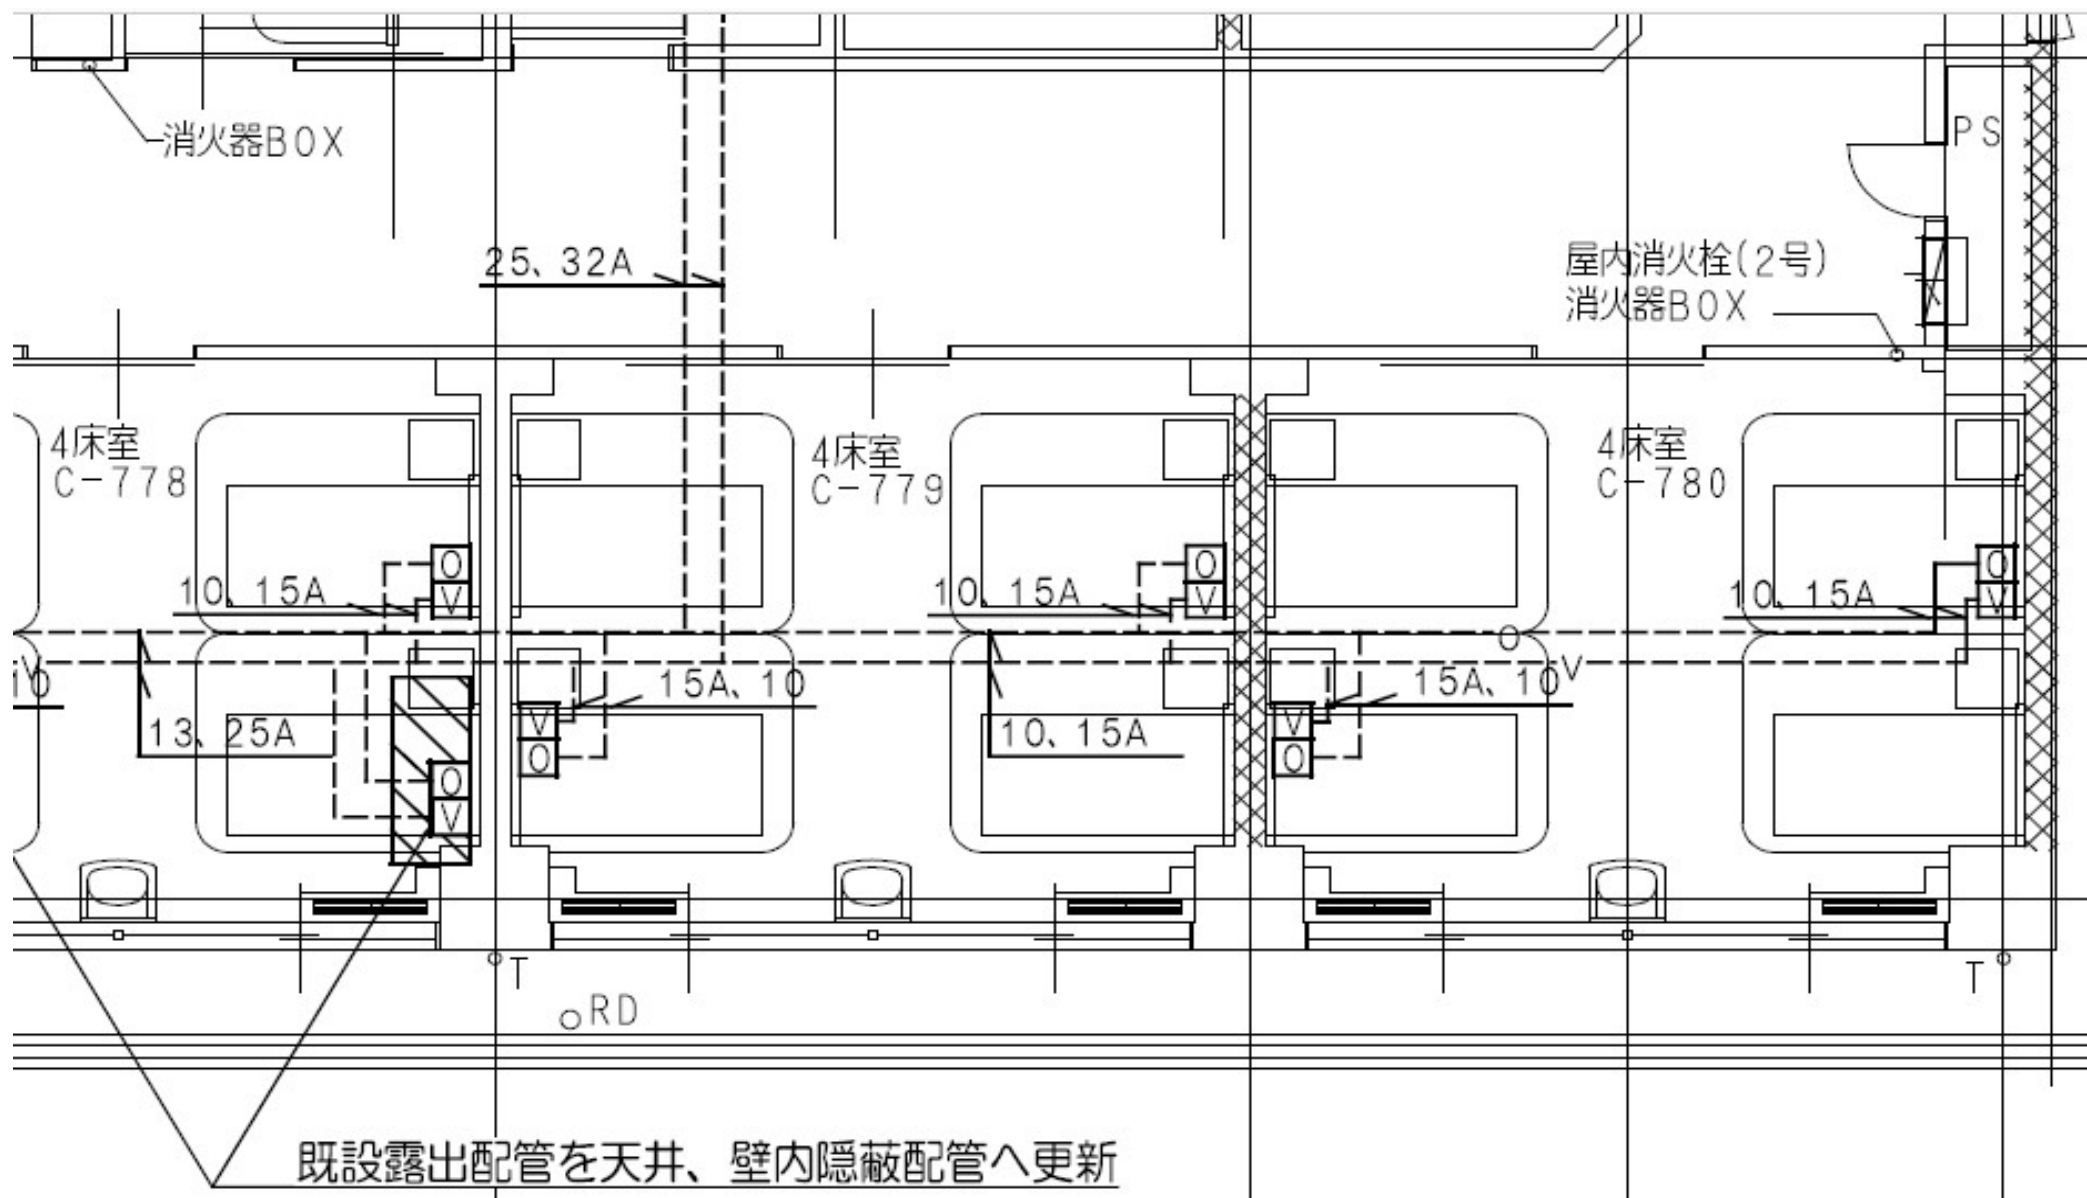 消火器BOX
PS
25、32A
屋内消火栓(2号)
消火器BOX
4床室
C-778
4床室
C-779
4床室
C-780
O
V
10、15A
O
V
10、15A
O
V
10、15A
O
V
V
10
15A、10
15A、10
13、25A
V
O
10、15A
V
O
O
V
T
T
RD
既設露出配管を天井、壁内隠蔽配管へ更新